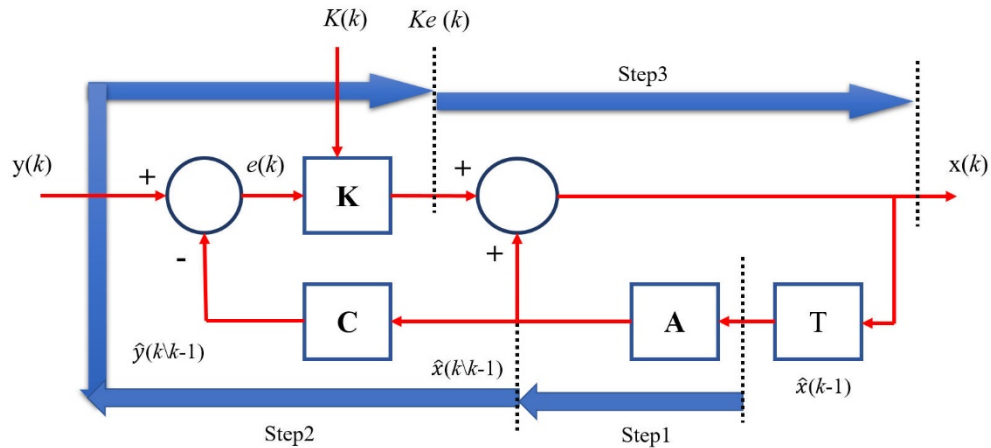 K(k)
Ke (k)
Step3
y(k)
+
e(k)
K
+
x(k)
-
+
C
A
T
ŷ(k\k-1)
x̂(k\k-1)
x̂(k-1)
Step2
Step1